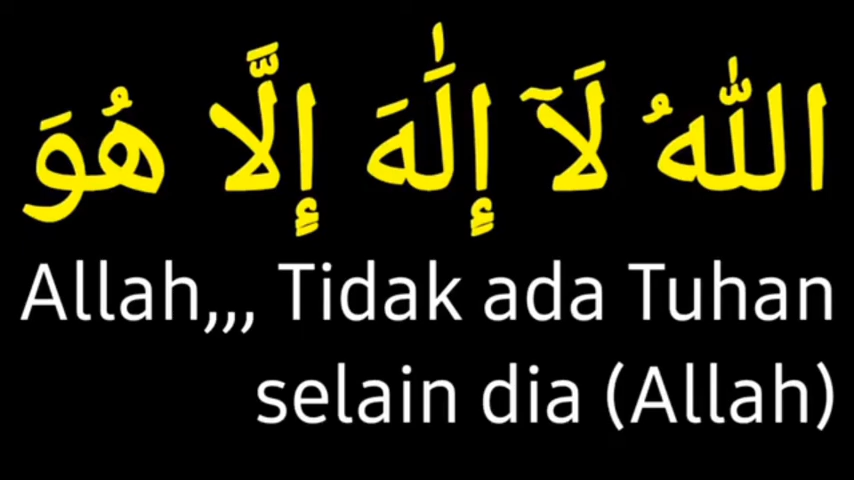 اللّٰهُ لَآ إِلَٰهَ إِلَّا هُوَ
Allah,,, Tidak ada Tuhan
selain dia (Allah)